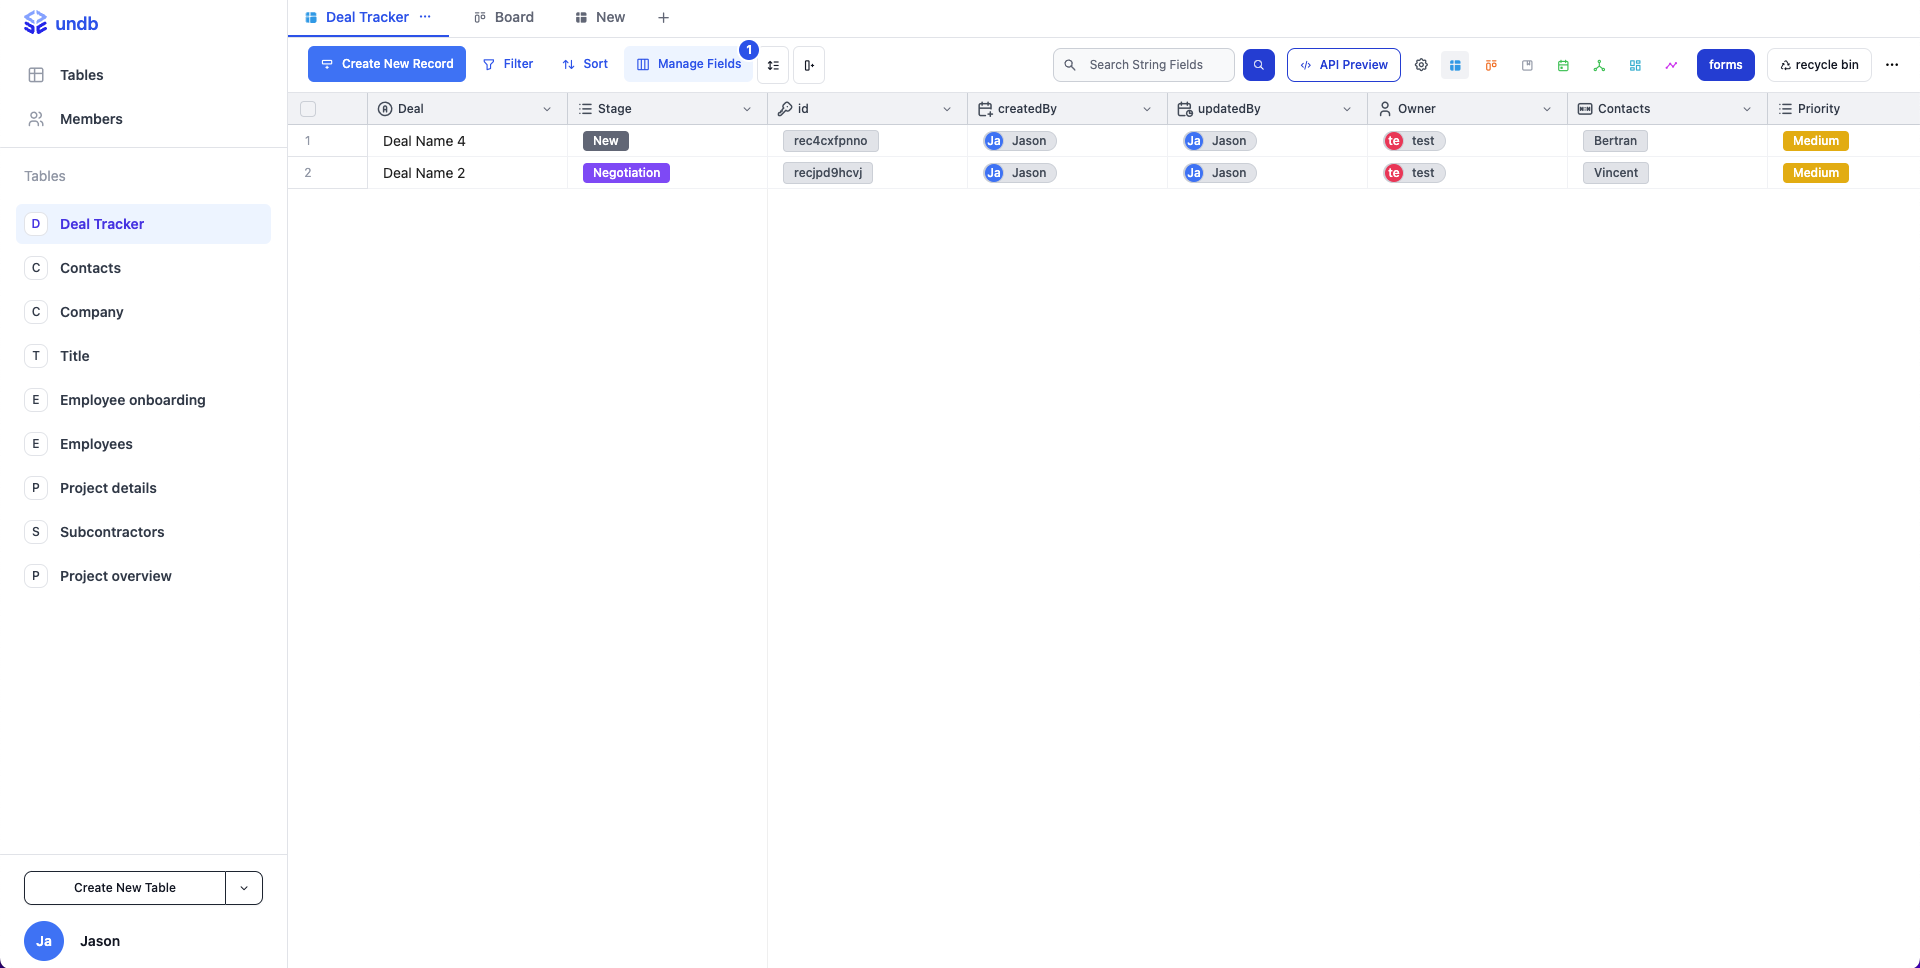 undb
Tables
Members
Tables
D Deal Tracker
C Contacts
C Company
T Title
E Employee onboarding
E Employees
P Project details
S Subcontractors
P Project overview
Create New Table
Ja Jason
Deal Tracker ··· Board New +
Create New Record Filter Sort Manage Fields 1 Search String Fields API Preview forms recycle bin ···
Deal Stage id createdBy updatedBy Owner Contacts Priority
1 Deal Name 4 New rec4cxfpnno Ja Jason Ja Jason te test Bertran Medium
2 Deal Name 2 Negotiation recjpd9hcvj Ja Jason Ja Jason te test Vincent Medium